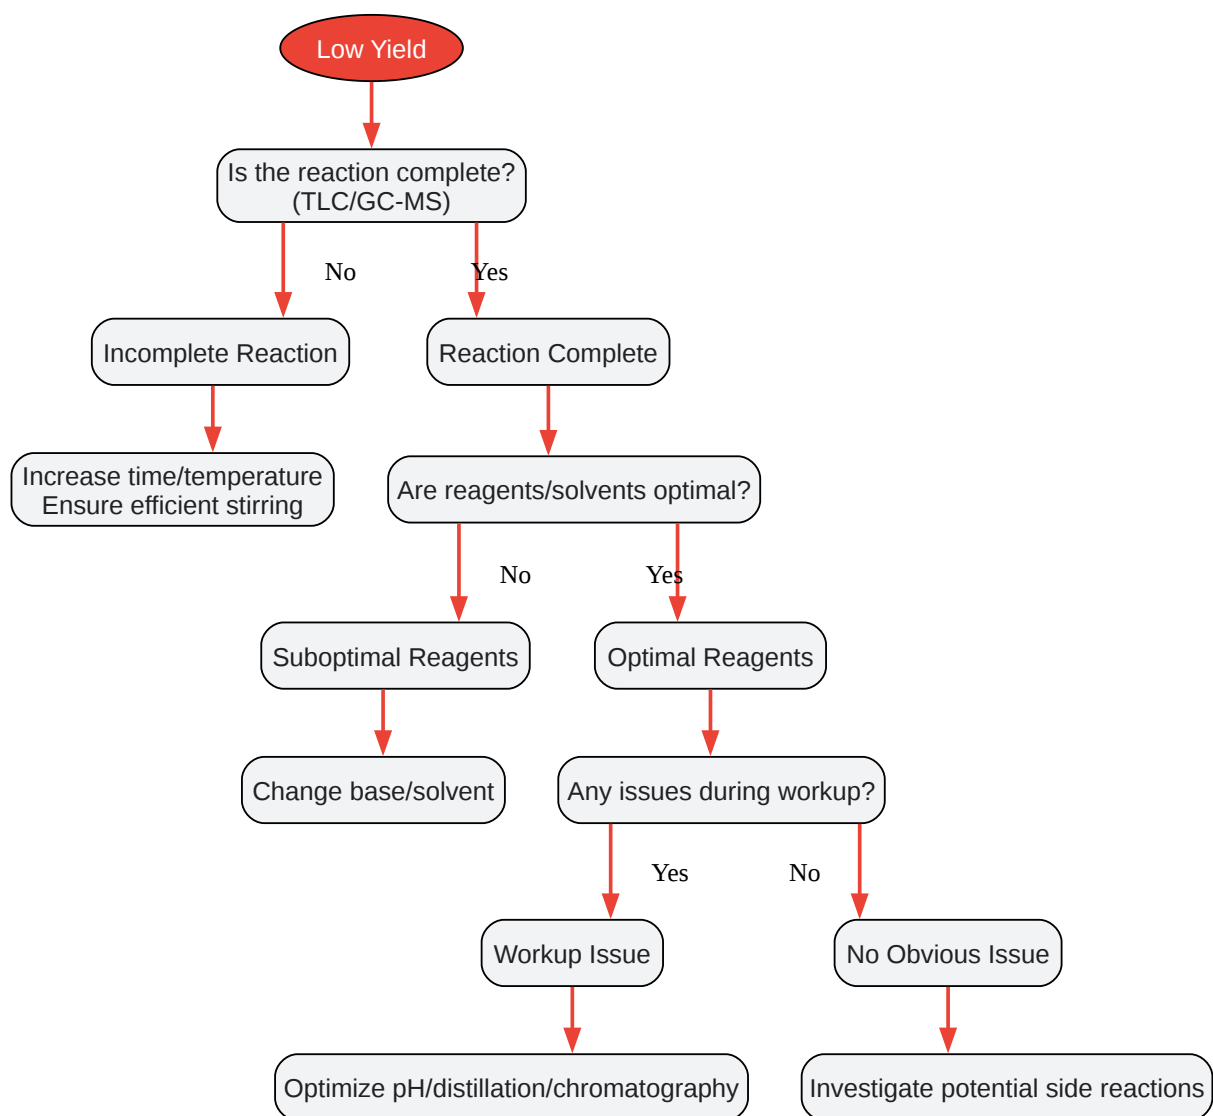 Low Yield
Is the reaction complete?
(TLC/GC-MS)
No
Yes
Incomplete Reaction
Reaction Complete
Increase time/temperature
Ensure efficient stirring
Are reagents/solvents optimal?
No
Yes
Suboptimal Reagents
Optimal Reagents
Change base/solvent
Any issues during workup?
Yes
No
Workup Issue
No Obvious Issue
Optimize pH/distillation/chromatography
Investigate potential side reactions